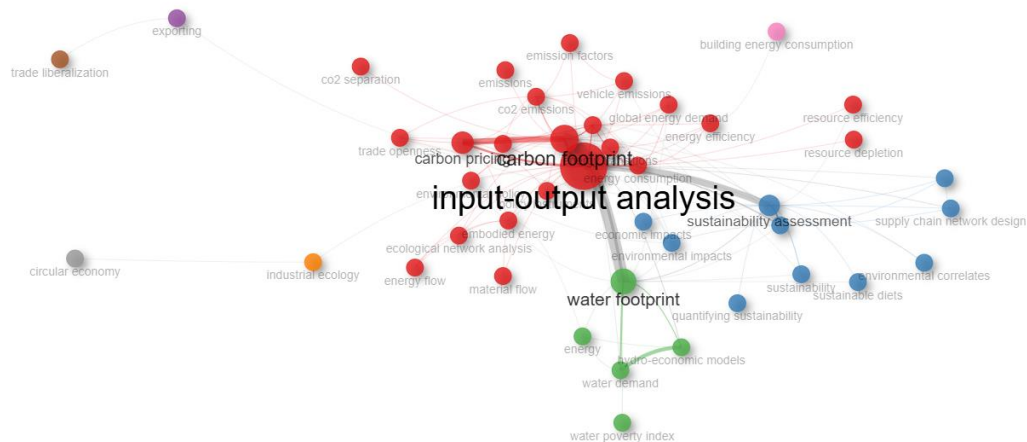 exporting
trade liberalization
building energy consumption
emission factors
co2 separation
emissions
vehicle emissions
co2 emissions
global energy demand
resource efficiency
energy efficiency
trade openness
resource depletion
carbon pricing
carbon footprint
energy consumption
input-output analysis
sustainability assessment
supply chain network design
embodied energy
economic impacts
ecological network analysis
environmental impacts
circular economy
industrial ecology
energy flow
material flow
sustainability
environmental correlates
sustainable diets
water footprint
quantifying sustainability
energy
hydro-economic models
water demand
water poverty index